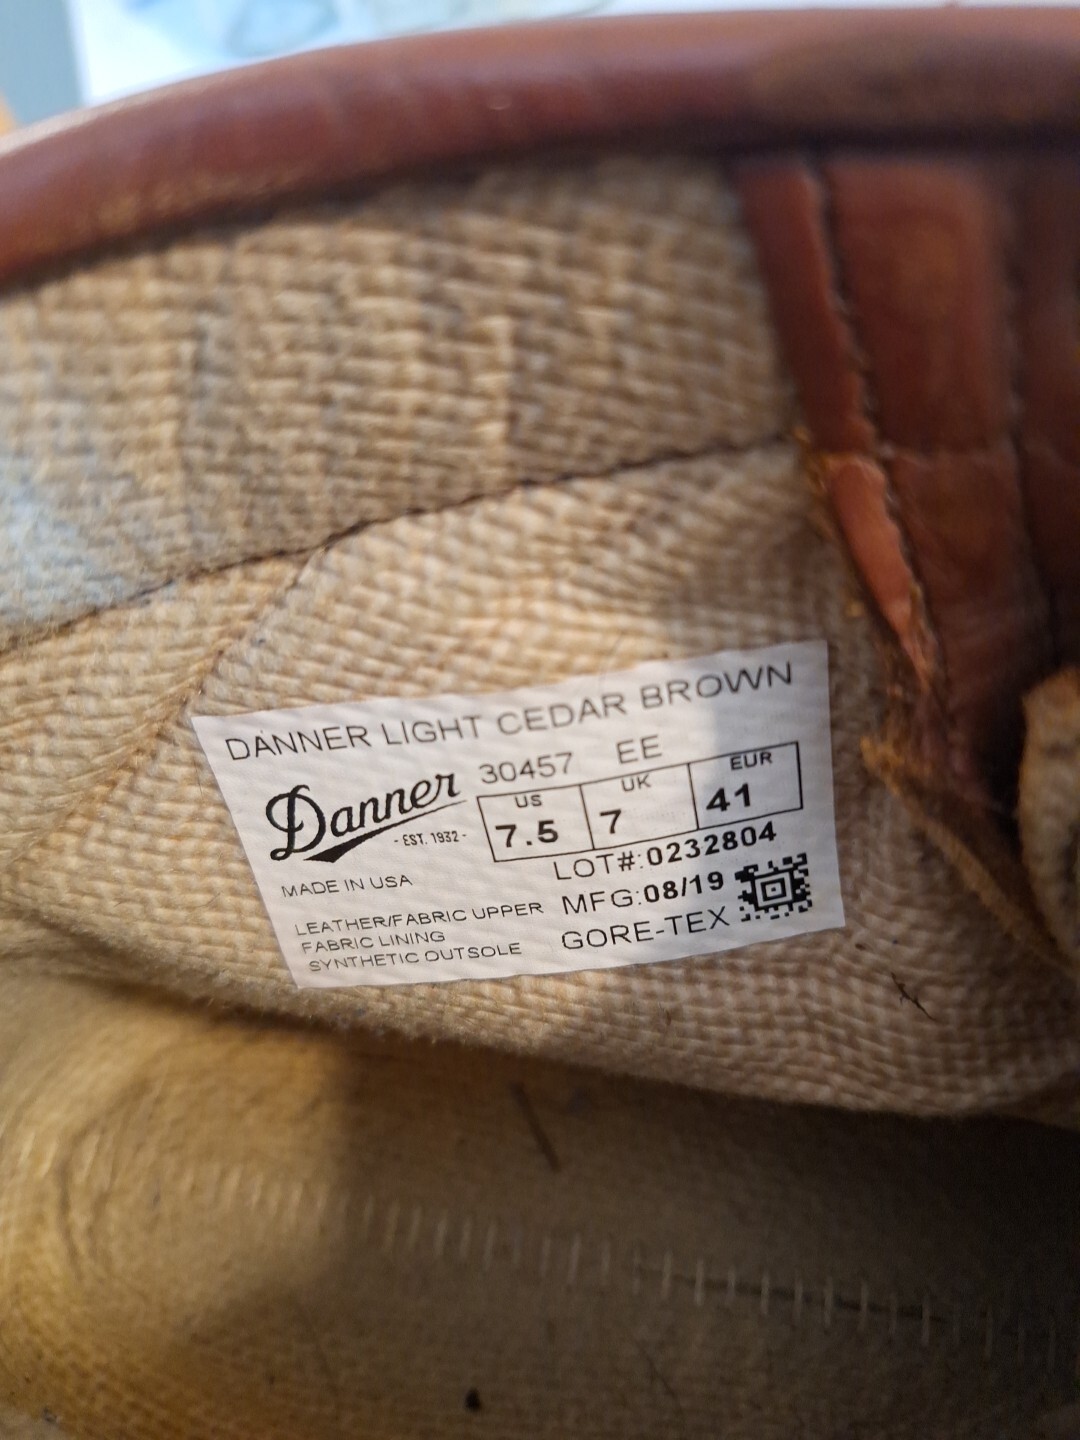 DANNER LIGHT CEDAR BROWN
Danner
- EST. 1932 -
30457 EE
US UK EUR
7.5 7 41
LOT#:0232804
MADE IN USA
MFG:08/19
LEATHER/FABRIC UPPER
FABRIC LINING
SYNTHETIC OUTSOLE
GORE-TEX